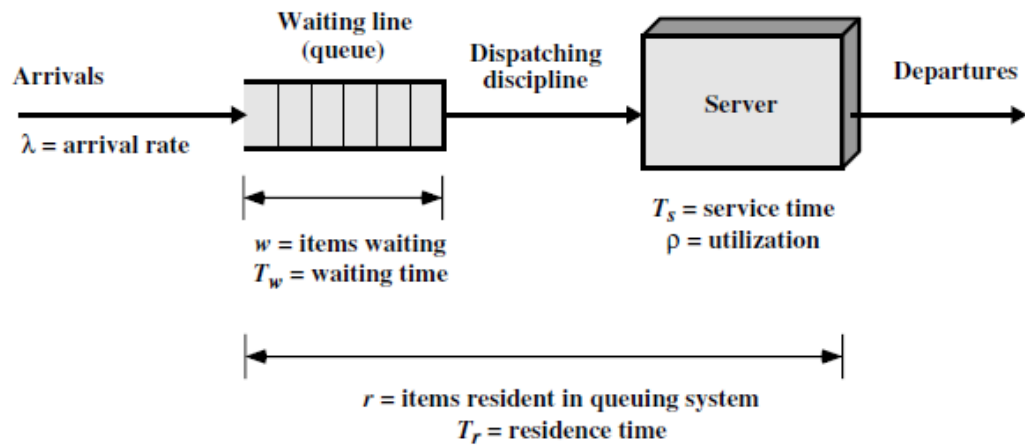 Waiting line
(queue)
Dispatching
discipline
Arrivals
Departures
Server
λ = arrival rate
w = items waiting
T_w = waiting time
T_s = service time
ρ = utilization
r = items resident in queuing system
T_r = residence time